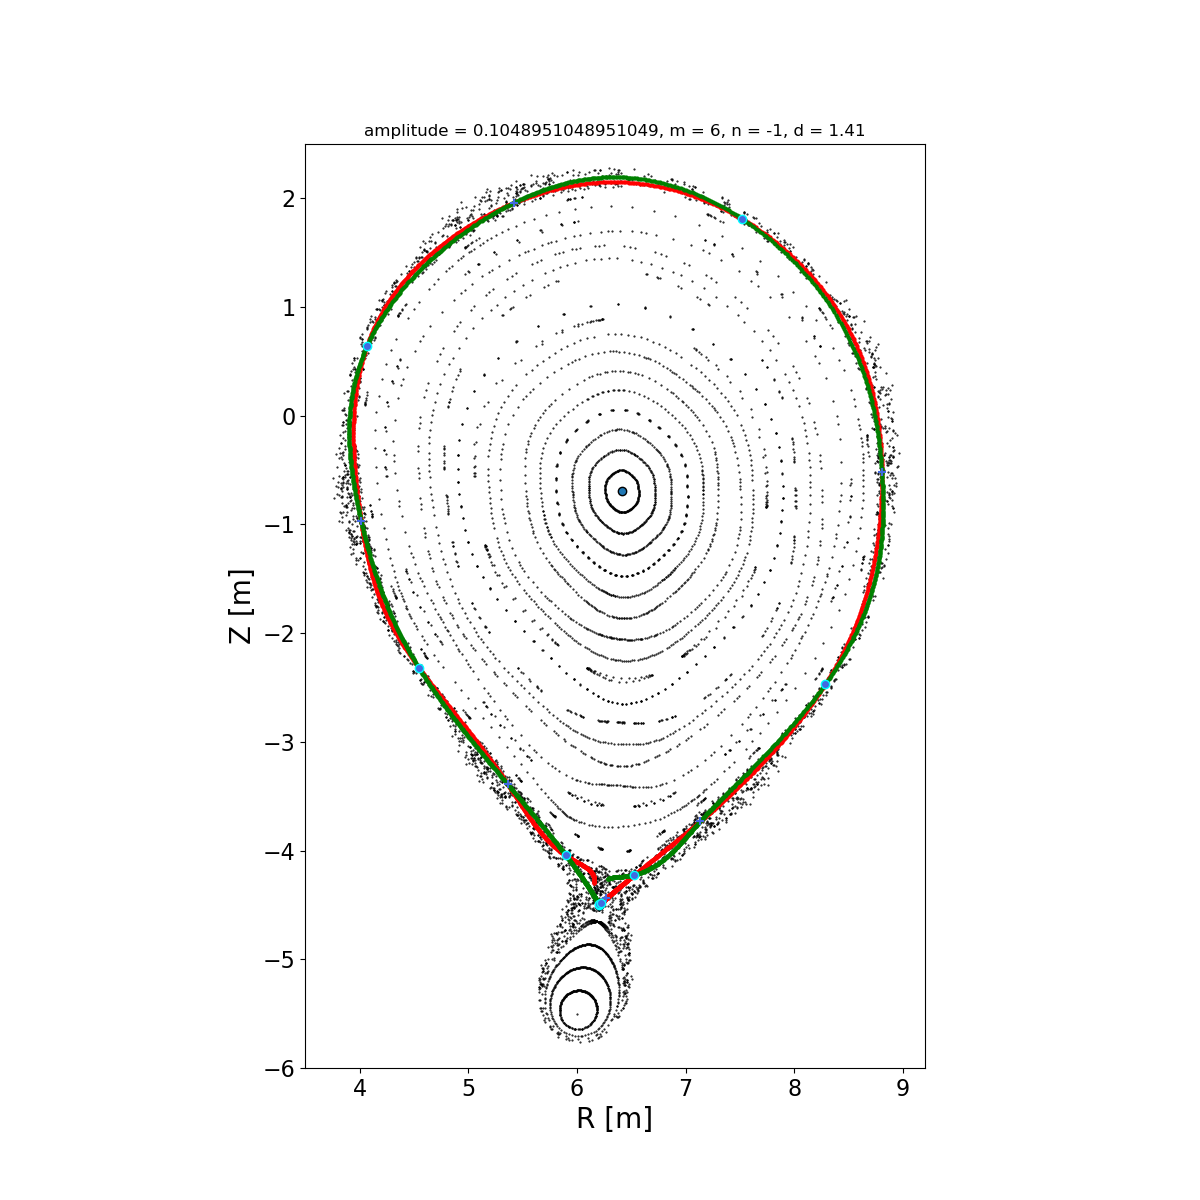 amplitude = 0.1048951048951049, m = 6, n = -1, d = 1.41
2
1
0
−1
−2
−3
−4
−5
−6
Z [m]
4 5 6 7 8 9
R [m]